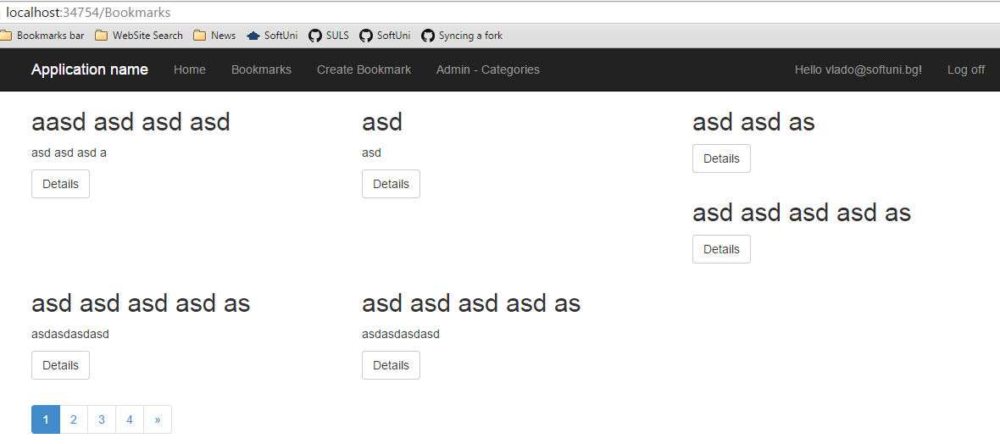 localhost:34754/Bookmarks
Bookmarks bar WebSite Search News SoftUni SULS SoftUni Syncing a fork
Application name Home Bookmarks Create Bookmark Admin - Categories Hello vlado@softuni.bg! Log off
aasd asd asd asd asd asd asd as
asd asd asd a asd
Details Details Details
asd asd asd asd as
Details
asd asd asd asd as asd asd asd asd as
asdasdasdasd asdasdasdasd
Details Details
1 2 3 4 »